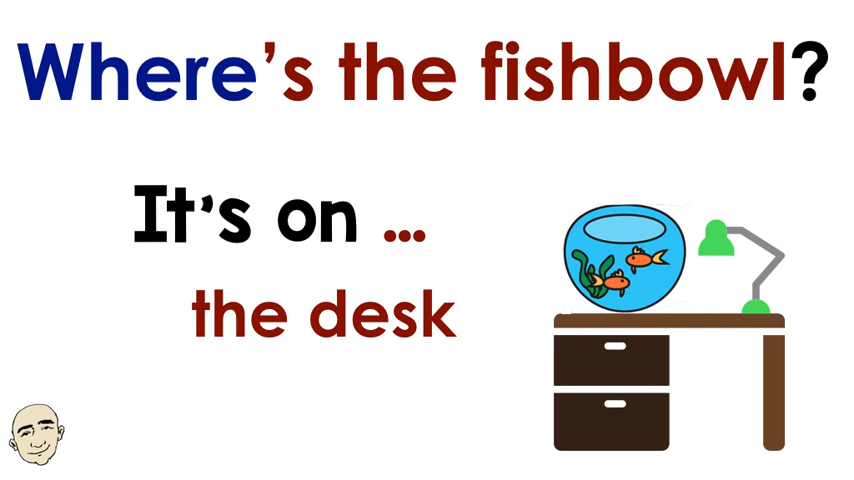 Where’s the fishbowl?
It’s on ...
the desk